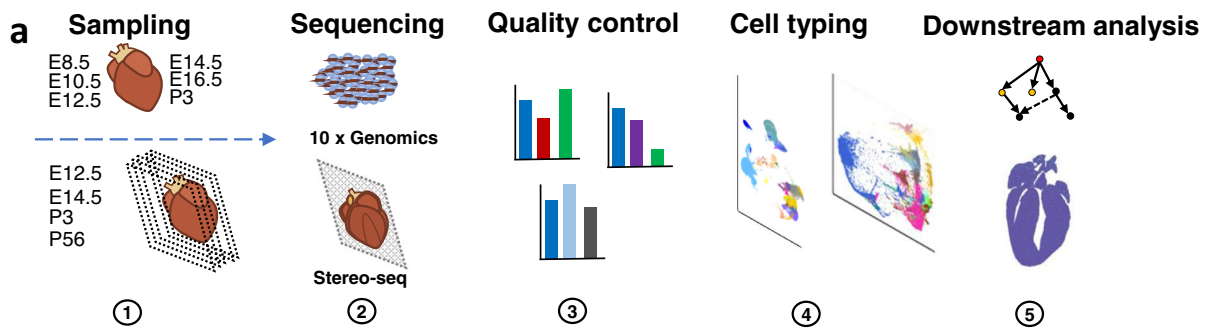 a
Sampling
Sequencing
Quality control
Cell typing
Downstream analysis
E8.5
E10.5
E12.5
E14.5
E16.5
P3
10 x Genomics
E12.5
E14.5
P3
P56
Stereo-seq
1
2
3
4
5